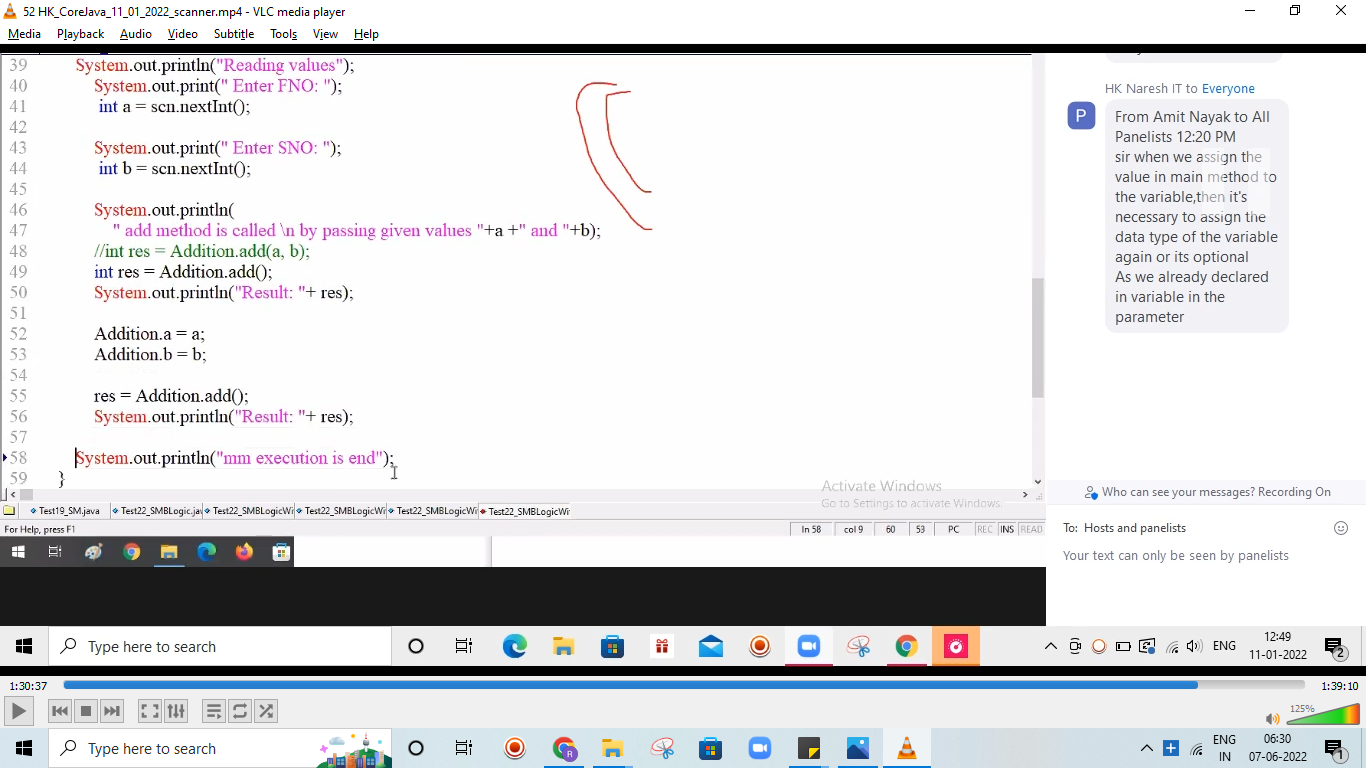 52 HK_CoreJava_11_01_2022_scanner.mp4 - VLC media player
Media Playback Audio Video Subtitle Tools View Help
39 System.out.println("Reading values");
40 System.out.print(" Enter FNO: ");
41 int a = scn.nextInt();
42
43 System.out.print(" Enter SNO: ");
44 int b = scn.nextInt();
45
46 System.out.println(
47 " add method is called \n by passing given values "+a +" and "+b);
48 //int res = Addition.add(a, b);
49 int res = Addition.add();
50 System.out.println("Result: "+ res);
51
52 Addition.a = a;
53 Addition.b = b;
54
55 res = Addition.add();
56 System.out.println("Result: "+ res);
57
58 System.out.println("mm execution is end");
59 }
HK Naresh IT to Everyone
P
From Amit Nayak to All
Panelists 12:20 PM
sir when we assign the
value in main method to
the variable,then it's
necessary to assign the
data type of the variable
again or its optional
As we already declared
in variable in the
parameter
Activate Windows
Go to Settings to activate Windows.
Who can see your messages? Recording On
Test19_SM.java Test22_SMBLogic.jav Test22_SMBLogicWi Test22_SMBLogicWi Test22_SMBLogicWi Test22_SMBLogicWi
For Help, press F1
ln 58 col 9 60 53 PC REC INS READ
To: Hosts and panelists
Your text can only be seen by panelists
Type here to search
ENG
12:49
11-01-2022
2
1:30:37
1:39:10
125%
Type here to search
R
ENG
IN
06:30
07-06-2022
1